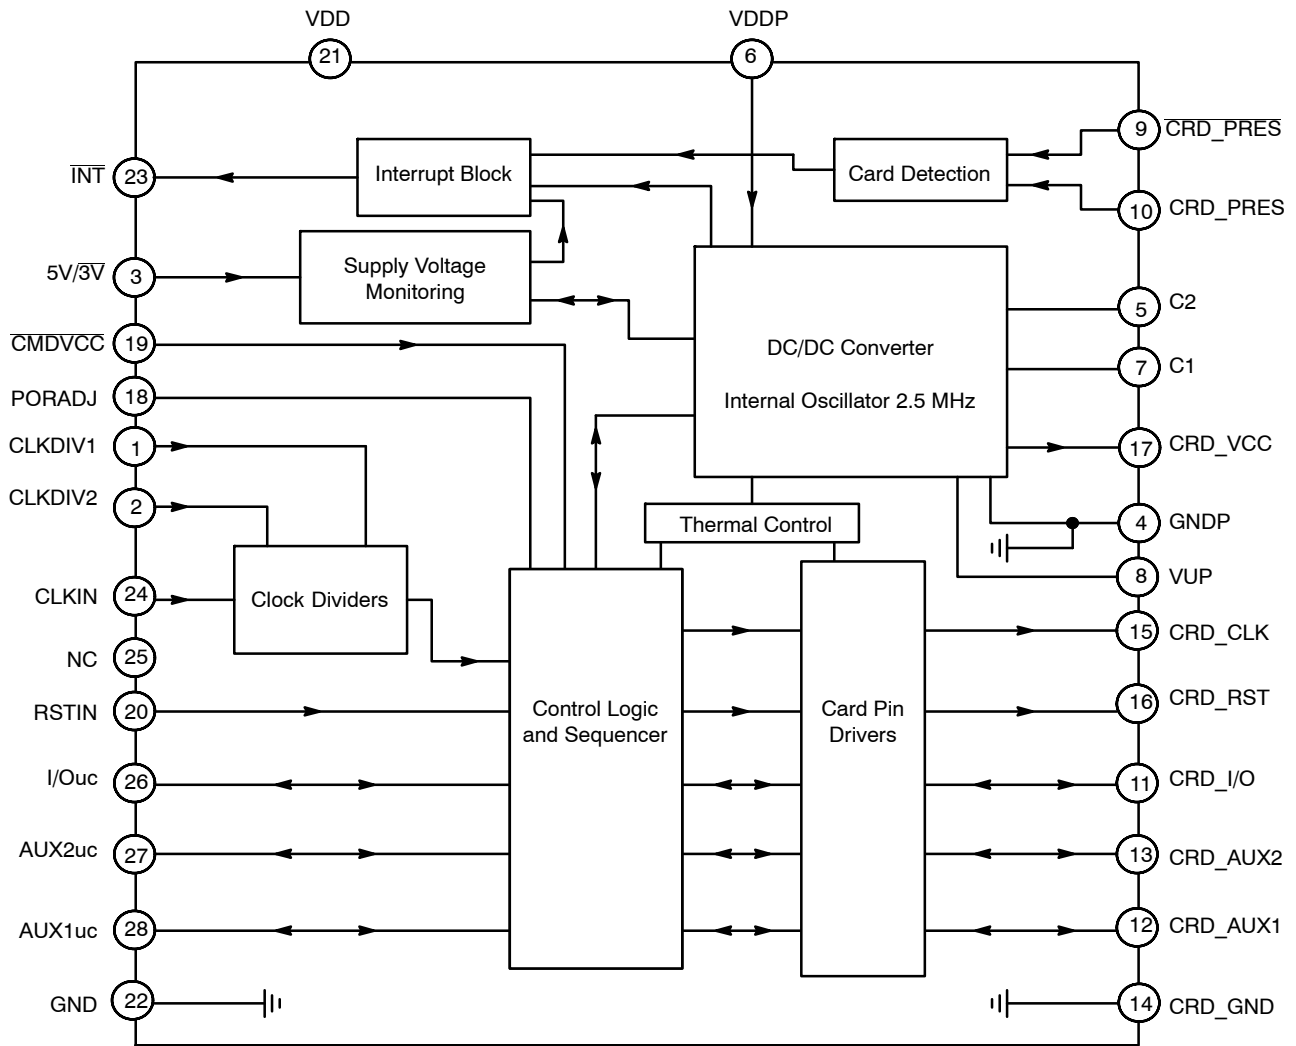 VDD
VDDP
21
6
INT
23
Interrupt Block
Card Detection
9
CRD_PRES
10
CRD_PRES
5V/3V
3
Supply Voltage
Monitoring
DC/DC Converter
Internal Oscillator 2.5 MHz
5
C2
7
C1
17
CRD_VCC
4
GNDP
8
VUP
CMDVCC
19
PORADJ
18
CLKDIV1
1
CLKDIV2
2
Thermal Control
CLKIN
24
Clock Dividers
NC
25
RSTIN
20
Control Logic
and Sequencer
Card Pin
Drivers
15
CRD_CLK
16
CRD_RST
I/Ouc
26
11
CRD_I/O
AUX2uc
27
13
CRD_AUX2
AUX1uc
28
12
CRD_AUX1
GND
22
14
CRD_GND